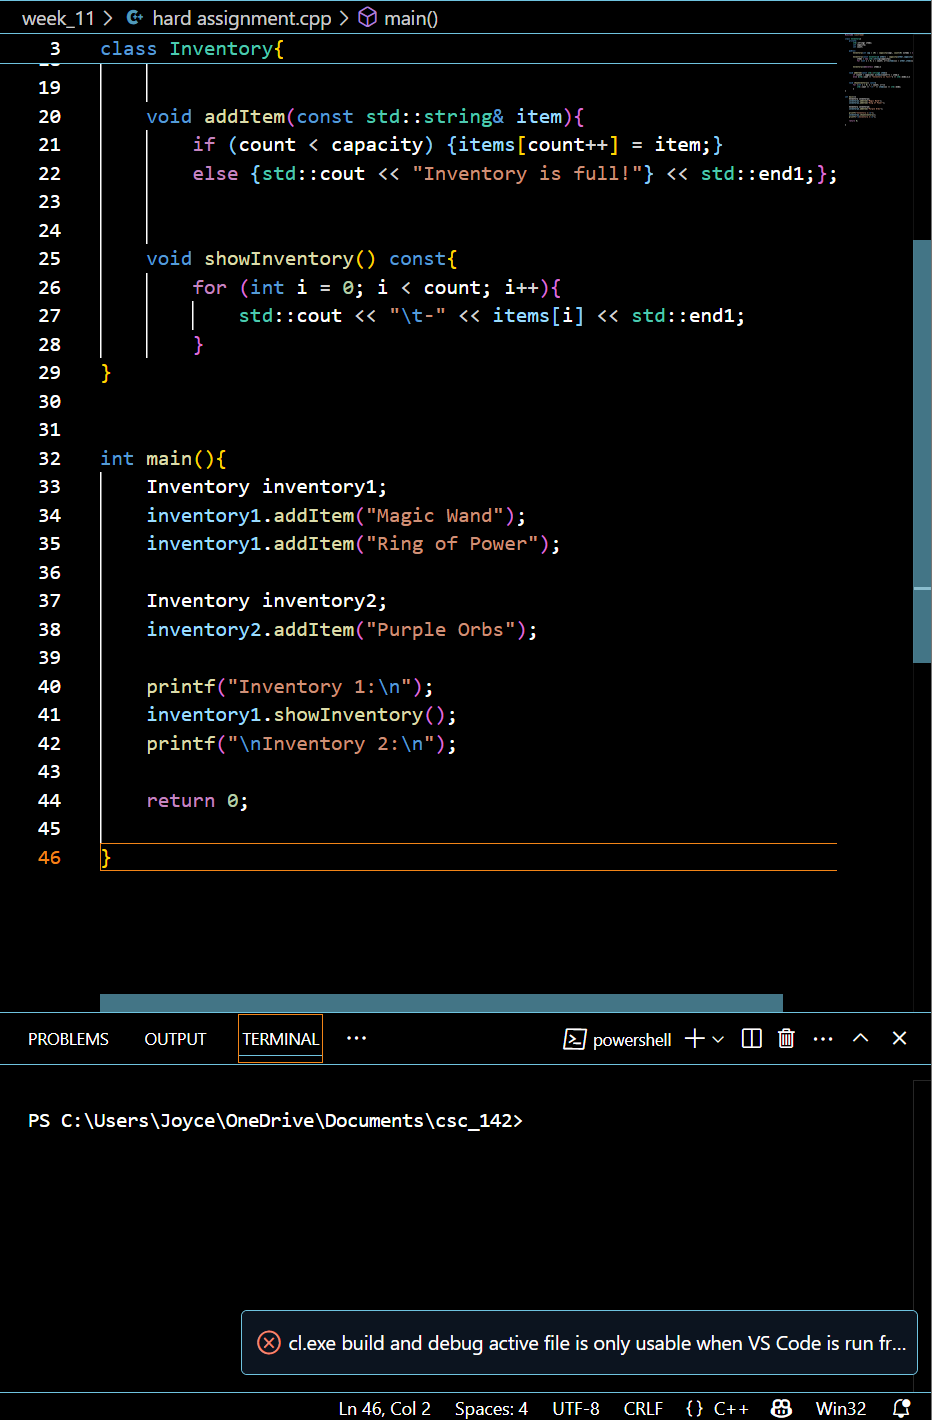 week_11 > hard assignment.cpp > main()
3 class Inventory{
19
20 void addItem(const std::string& item){
21 if (count < capacity) {items[count++] = item;}
22 else {std::cout << "Inventory is full!"} << std::end1;};
23
24
25 void showInventory() const{
26 for (int i = 0; i < count; i++){
27 std::cout << "\t-" << items[i] << std::end1;
28 }
29 }
30
31
32 int main(){
33 Inventory inventory1;
34 inventory1.addItem("Magic Wand");
35 inventory1.addItem("Ring of Power");
36
37 Inventory inventory2;
38 inventory2.addItem("Purple Orbs");
39
40 printf("Inventory 1:\n");
41 inventory1.showInventory();
42 printf("\nInventory 2:\n");
43
44 return 0;
45
46 }
PROBLEMS OUTPUT TERMINAL ... powershell
PS C:\Users\Joyce\OneDrive\Documents\csc_142>
cl.exe build and debug active file is only usable when VS Code is run fr...
Ln 46, Col 2 Spaces: 4 UTF-8 CRLF {} C++ Win32